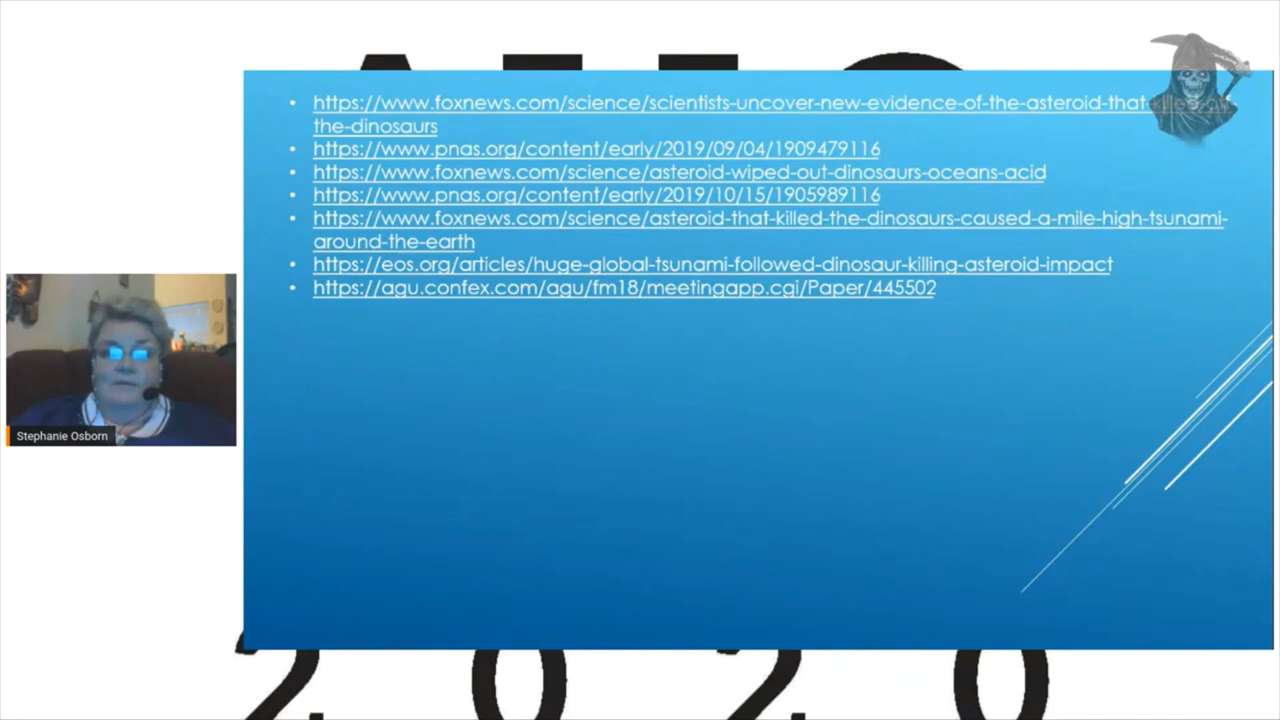 https://www.foxnews.com/science/scientists-uncover-new-evidence-of-the-asteroid-that-
the-dinosaurs
https://www.pnas.org/content/early/2019/09/04/1909479116
https://www.foxnews.com/science/asteroid-wiped-out-dinosaurs-oceans-acid
https://www.pnas.org/content/early/2019/10/15/1905989116
https://www.foxnews.com/science/asteroid-that-killed-the-dinosaurs-caused-a-mile-high-tsunami-
around-the-earth
https://eos.org/articles/huge-global-tsunami-followed-dinosaur-killing-asteroid-impact
https://agu.confex.com/agu/fm18/meetingapp.cgi/Paper/445502
Stephanie Osborn
2020